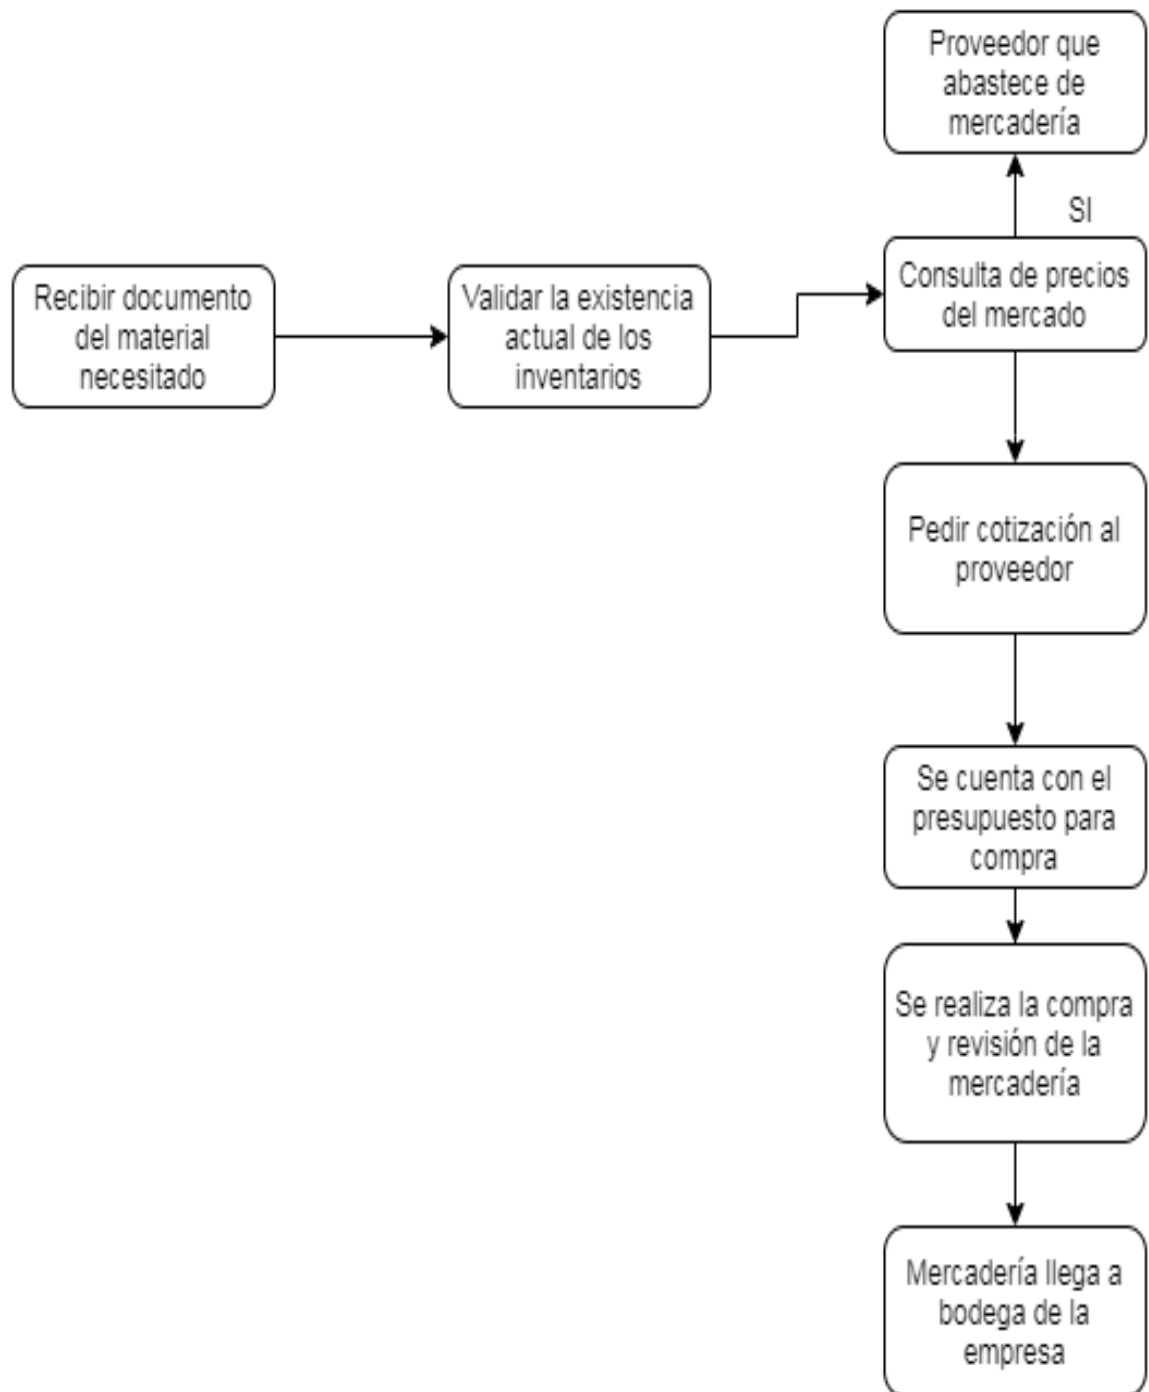 Proveedor que
abastece de
mercadería
SI
Recibir documento
del material
necesitado
Validar la existencia
actual de los
inventarios
Consulta de precios
del mercado
Pedir cotización al
proveedor
Se cuenta con el
presupuesto para
compra
Se realiza la compra
y revisión de la
mercadería
Mercadería llega a
bodega de la
empresa